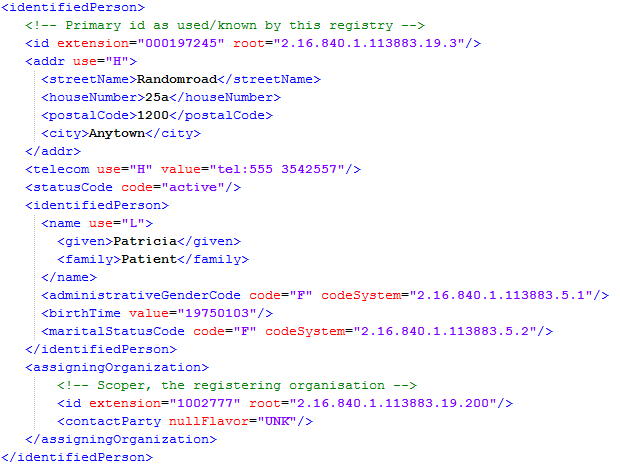 <identifiedPerson>
<!-- Primary id as used/known by this registry -->
<id extension="000197245" root="2.16.840.1.113883.19.3"/>
<addr use="H">
<streetName>Randomroad</streetName>
<houseNumber>25a</houseNumber>
<postalCode>1200</postalCode>
<city>Anytown</city>
</addr>
<telecom use="H" value="tel:555 3542557"/>
<statusCode code="active"/>
<identifiedPerson>
<name use="L">
<given>Patricia</given>
<family>Patient</family>
</name>
<administrativeGenderCode code="F" codeSystem="2.16.840.1.113883.5.1"/>
<birthTime value="19750103"/>
<maritalStatusCode code="F" codeSystem="2.16.840.1.113883.5.2"/>
</identifiedPerson>
<assigningOrganization>
<!-- Scoper, the registering organisation -->
<id extension="1002777" root="2.16.840.1.113883.19.200"/>
<contactParty nullFlavor="UNK"/>
</assigningOrganization>
</identifiedPerson>